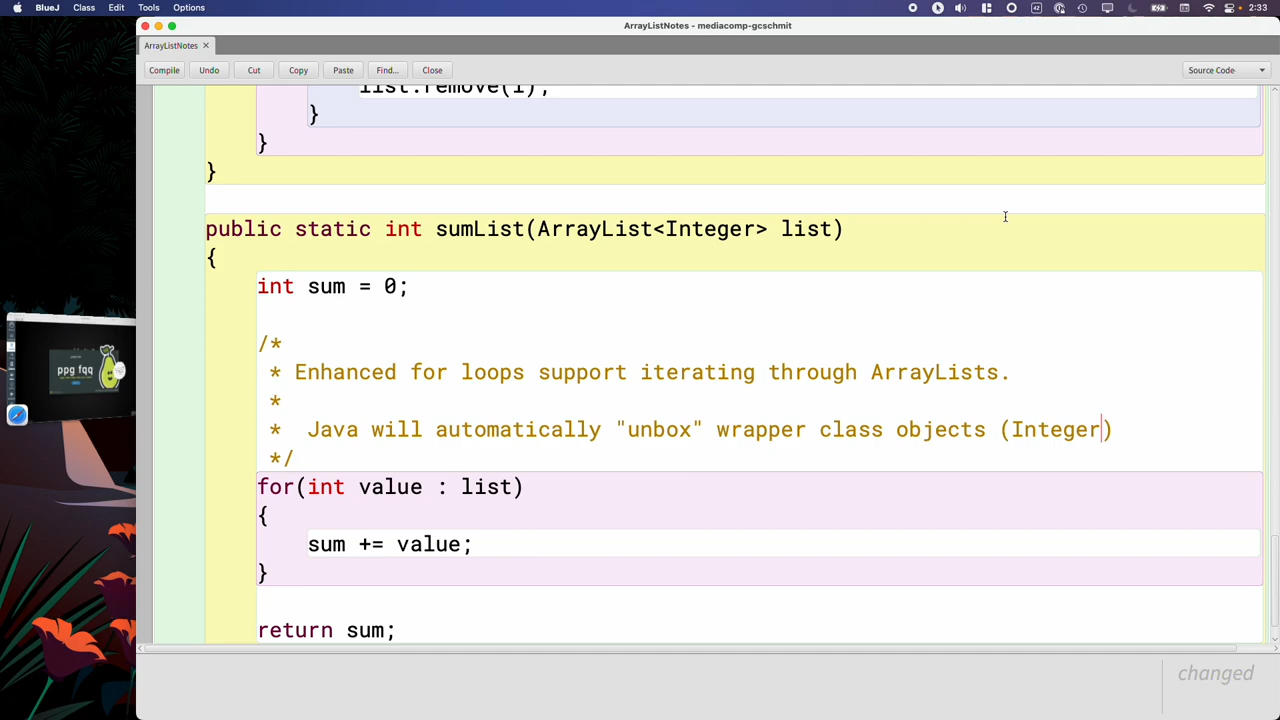 BlueJ Class Edit Tools Options 2:33
ArrayListNotes - mediacomp-gcschmit
ArrayListNotes ×
Compile Undo Cut Copy Paste Find... Close Source Code
list.remove(i);
}
}
}
public static int sumList(ArrayList<Integer> list)
{
int sum = 0;
/*
* Enhanced for loops support iterating through ArrayLists.
*
*  Java will automatically "unbox" wrapper class objects (Integer)
*/
for(int value : list)
{
sum += value;
}
return sum;
changed
ppg fqq